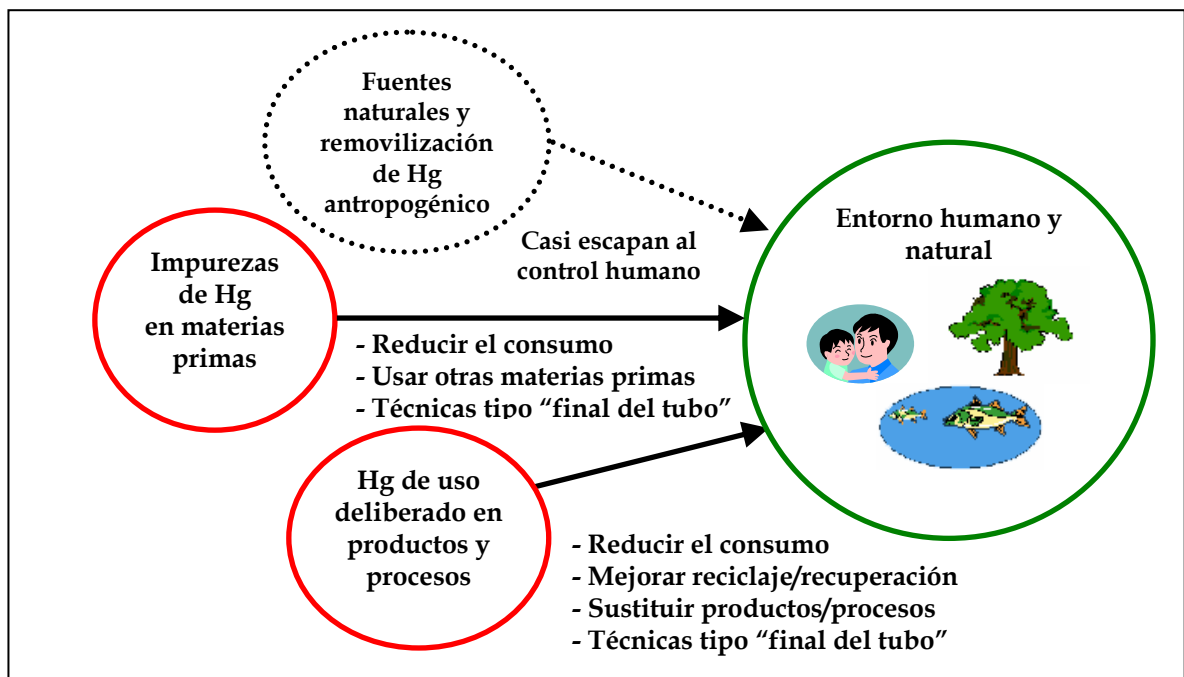 Fuentes
naturales y
removilización
de Hg
antropogénico
Casi escapan al
control humano
Impurezas
de Hg
en materias
primas
- Reducir el consumo
- Usar otras materias primas
- Técnicas tipo “final del tubo”
Hg de uso
deliberado en
productos y
procesos
- Reducir el consumo
- Mejorar reciclaje/recuperación
- Sustituir productos/procesos
- Técnicas tipo “final del tubo”
Entorno humano y
natural